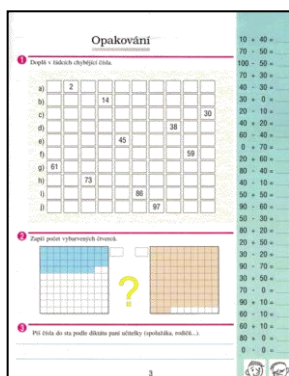 Opakování
1 Doplň v řádcích chybějící čísla.
a) 2
b) 14
c) 30
d) 38
e) 45
f) 59
g) 61
h) 73
i) 86
j) 97
2 Zapiš počet vybarvených čtverců.
?
3 Piš čísla do sta podle diktátu paní učitelky (spolužáka, rodičů...).
3
10 + 40 =
70 - 50 =
100 - 50 =
70 + 30 =
40 - 30 =
30 + 0 =
20 - 10 =
40 + 20 =
60 - 40 =
0 + 70 =
20 + 60 =
80 - 40 =
40 - 10 =
50 + 50 =
90 - 60 =
50 - 30 =
80 + 20 =
20 + 50 =
30 - 20 =
90 - 70 =
30 + 50 =
70 - 0 =
90 + 10 =
60 - 10 =
60 + 10 =
80 + 0 =
0 - 0 =